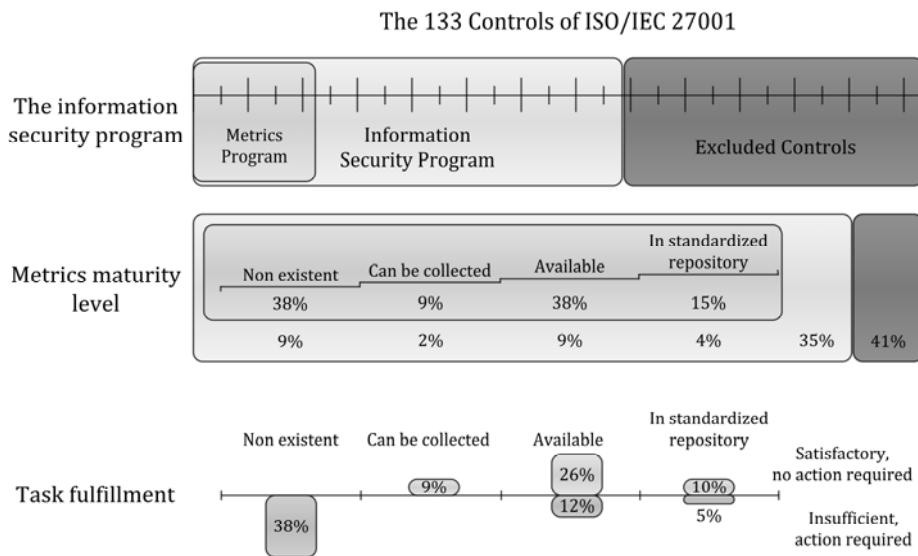 The 133 Controls of ISO/IEC 27001
The information
security program
Metrics
Program
Information
Security Program
Excluded Controls
Metrics maturity
level
Non existent
Can be collected
Available
In standardized
repository
38%
9%
38%
15%
9%
2%
9%
4%
35%
41%
Non existent
Can be collected
Available
In standardized
repository
Satisfactory,
no action required
Task fulfillment
38%
9%
26%
12%
10%
5%
Insufficient,
action required